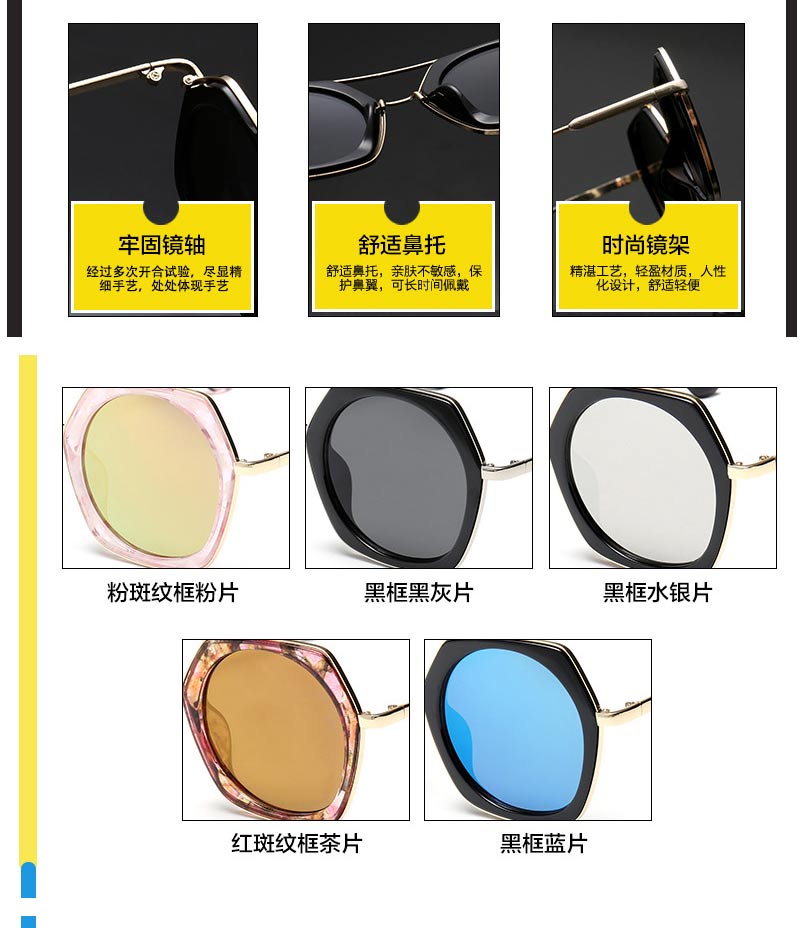 牢固镜轴
经过多次开合试验，尽显精
细手艺，处处体现手艺
舒适鼻托
舒适鼻托，亲肤不敏感，保
护鼻翼，可长时间佩戴
时尚镜架
精湛工艺，轻盈材质，人性
化设计，舒适轻便
粉斑纹框粉片
黑框黑灰片
黑框水银片
红斑纹框茶片
黑框蓝片